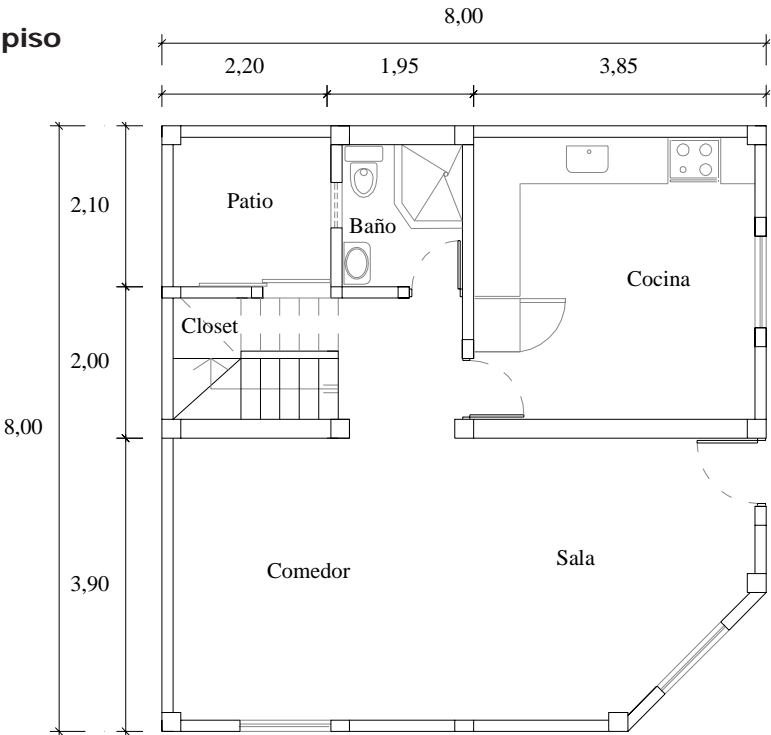 piso
8,00
2,20 1,95 3,85
2,10
Patio
Baño
Cocina
Closet
2,00
8,00
3,90
Comedor
Sala